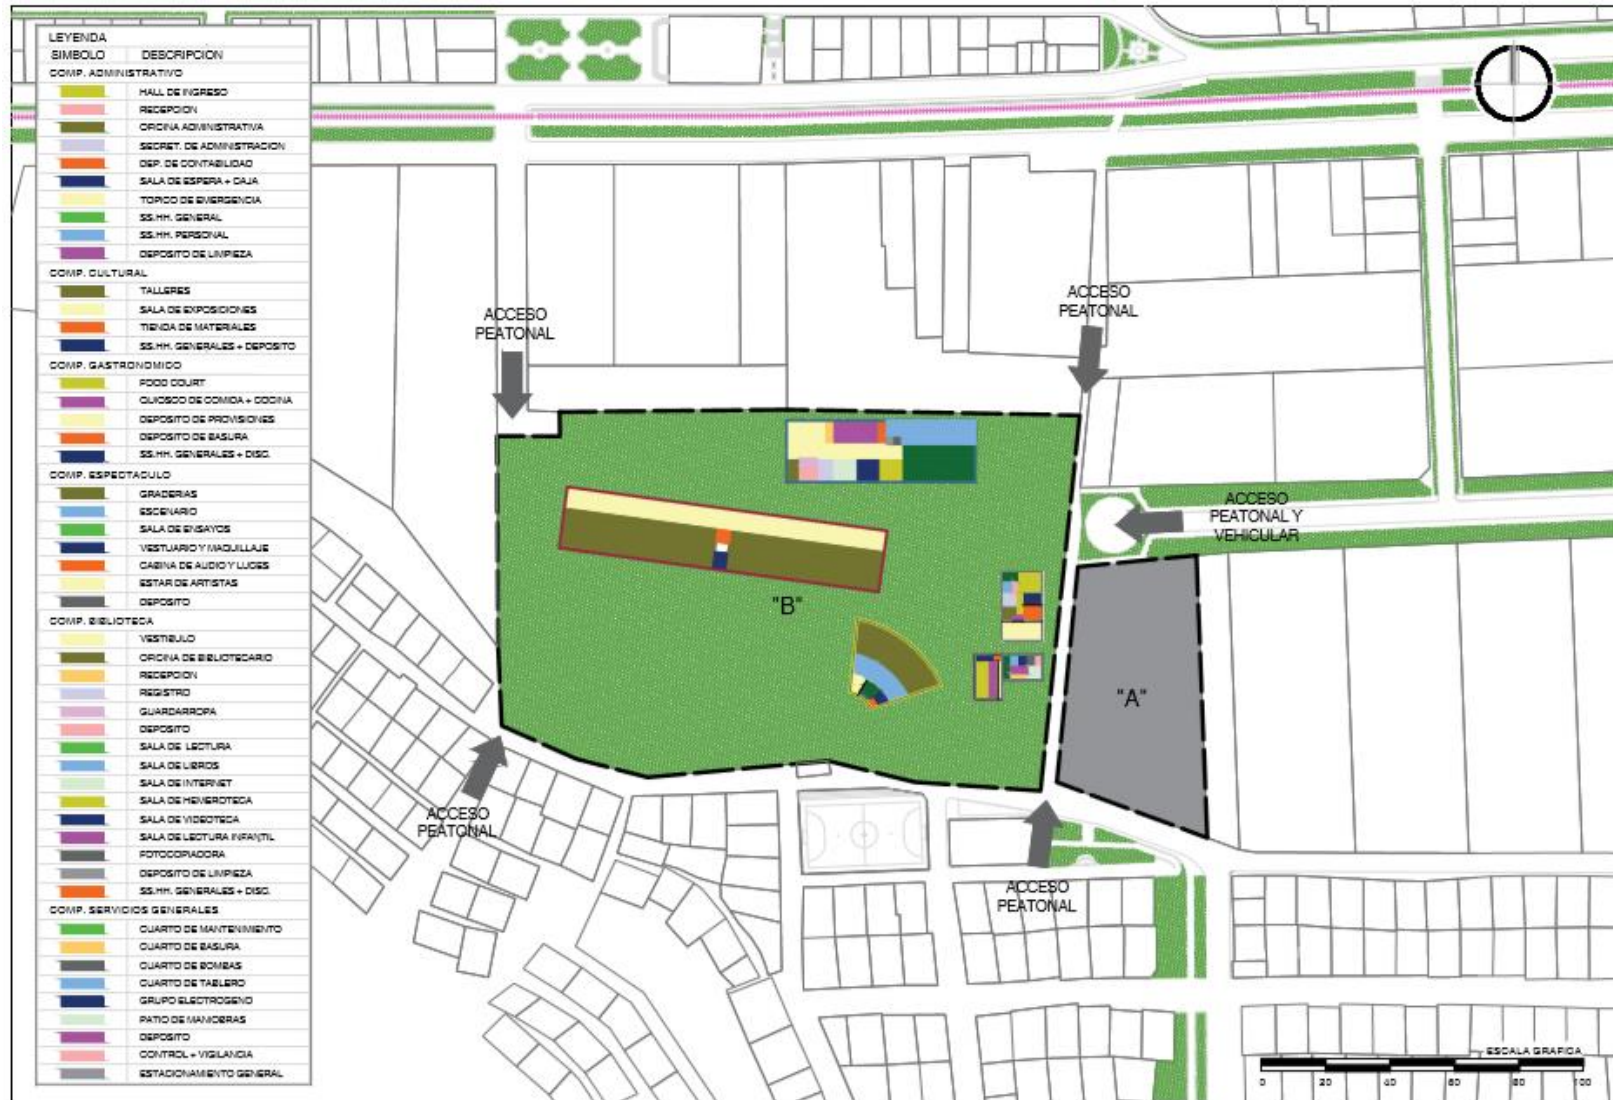 LEYENDA
SIMBOLO DESCRIPCION
COMP. ADMINISTRATIVO
HALL DE INGRESO
RECEPCION
OFICINA ADMINISTRATIVA
SECRET. DE ADMINISTRACION
DEP. DE CONTABILIDAD
SALA DE ESPERA + CAJA
TOPICO DE EMERGENCIA
SS.HH. GENERAL
SS.HH. PERSONAL
DEPOSITO DE LIMPIEZA
COMP. CULTURAL
TALLERES
SALA DE EXPOSICIONES
TIENDA DE MATERIALES
SS.HH. GENERALES + DEPOSITO
COMP. GASTRONOMICO
FOOD COURT
QUIOSCO DE COMIDA + COCINA
DEPOSITO DE PROVISIONES
DEPOSITO DE BASURA
SS.HH. GENERALES + DISC.
COMP. ESPECTACULO
GRADERIAS
ESCENARIO
SALA DE ENSAYOS
VESTUARIO Y MAQUILLAJE
CABINA DE AUDIO Y LUCES
ESTAR DE ARTISTAS
DEPOSITO
COMP. BIBLIOTECA
VESTIBULO
OFICINA DE BIBLIOTECARIO
RECEPCION
REGISTRO
GUARDARROPA
DEPOSITO
SALA DE LECTURA
SALA DE LIBROS
SALA DE INTERNET
SALA DE HEMEROTECA
SALA DE VIDEOTECA
SALA DE LECTURA INFANTIL
FOTOCOPIADORA
DEPOSITO DE LIMPIEZA
SS.HH. GENERALES + DISC.
COMP. SERVICIOS GENERALES
CUARTO DE MANTENIMIENTO
CUARTO DE BASURA
CUARTO DE BOMBAS
CUARTO DE TABLERO
GRUPO ELECTROGENO
PATIO DE MANIOBRAS
DEPOSITO
CONTROL + VIGILANCIA
ESTACIONAMIENTO GENERAL
ACCESO
PEATONAL
ACCESO
PEATONAL
ACCESO
PEATONAL Y
VEHICULAR
"B"
"A"
ACCESO
PEATONAL
ACCESO
PEATONAL
ESCALA GRAFICA
0 20 40 60 80 100